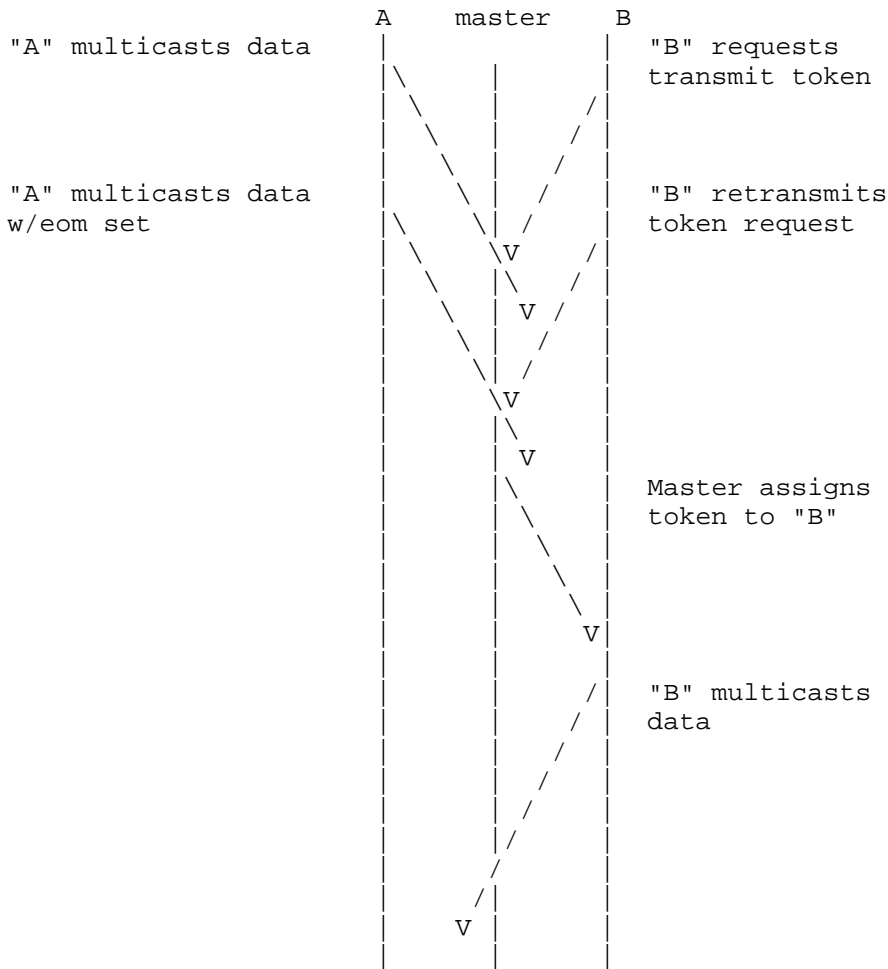 A master B
"A" multicasts data
"B" requests
transmit token
"A" multicasts data
w/eom set
"B" retransmits
token request
Master assigns
token to "B"
"B" multicasts
data